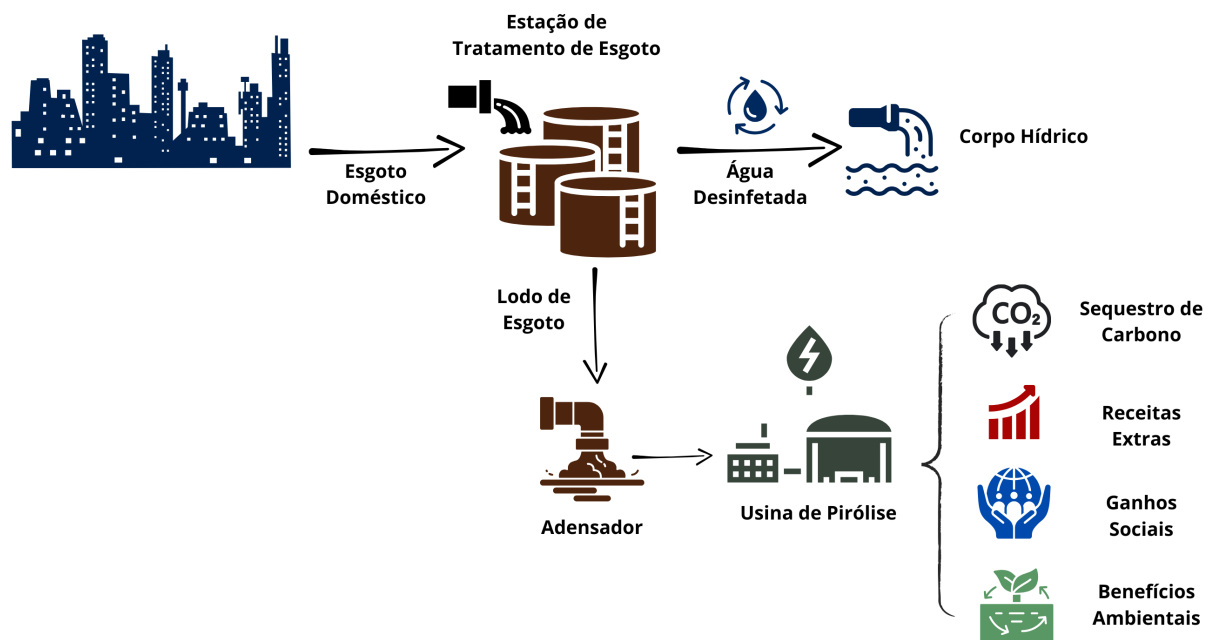 Estação de
Tratamento de Esgoto
Esgoto
Doméstico
Água
Desinfetada
Corpo Hídrico
Lodo de
Esgoto
Adensador
Usina de Pirólise
CO₂
Sequestro de
Carbono
Receitas
Extras
Ganhos
Sociais
Benefícios
Ambientais